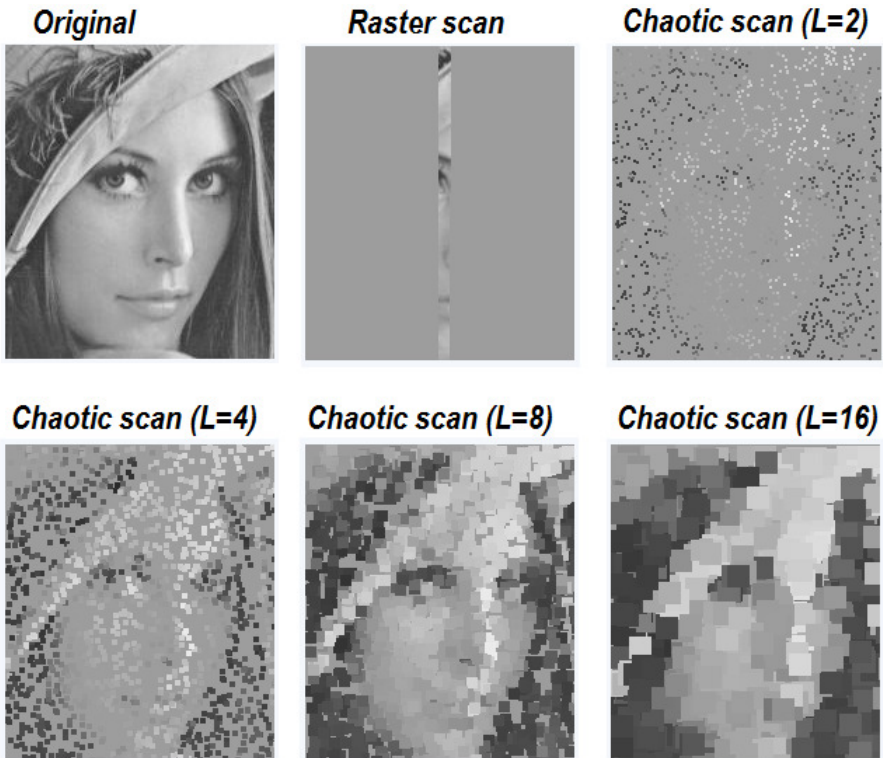 Original
Raster scan
Chaotic scan (L=2)
Chaotic scan (L=4)
Chaotic scan (L=8)
Chaotic scan (L=16)